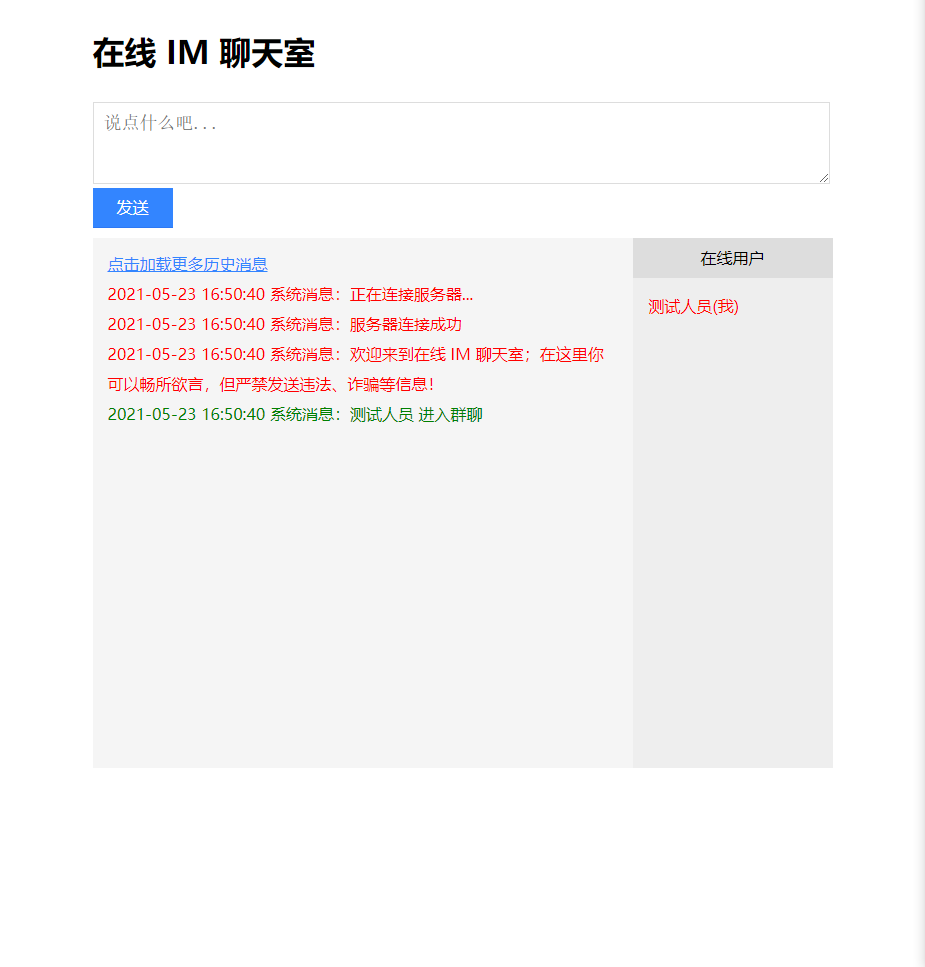 在线 IM 聊天室
说点什么吧...
发送
点击加载更多历史消息
2021-05-23 16:50:40 系统消息：正在连接服务器...
2021-05-23 16:50:40 系统消息：服务器连接成功
2021-05-23 16:50:40 系统消息：欢迎来到在线 IM 聊天室；在这里你
可以畅所欲言，但严禁发送违法、诈骗等信息！
2021-05-23 16:50:40 系统消息：测试人员 进入群聊
在线用户
测试人员(我)